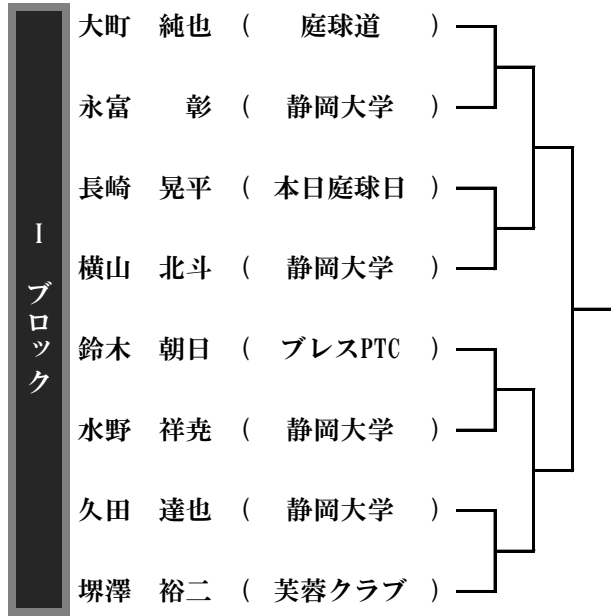 I ブロック
大町 純也 ( 庭球道 )
永富 彰 ( 静岡大学 )
長崎 晃平 ( 本日庭球日 )
横山 北斗 ( 静岡大学 )
鈴木 朝日 ( ブレスPTC )
水野 祥尭 ( 静岡大学 )
久田 達也 ( 静岡大学 )
堺澤 裕二 ( 芙蓉クラブ )